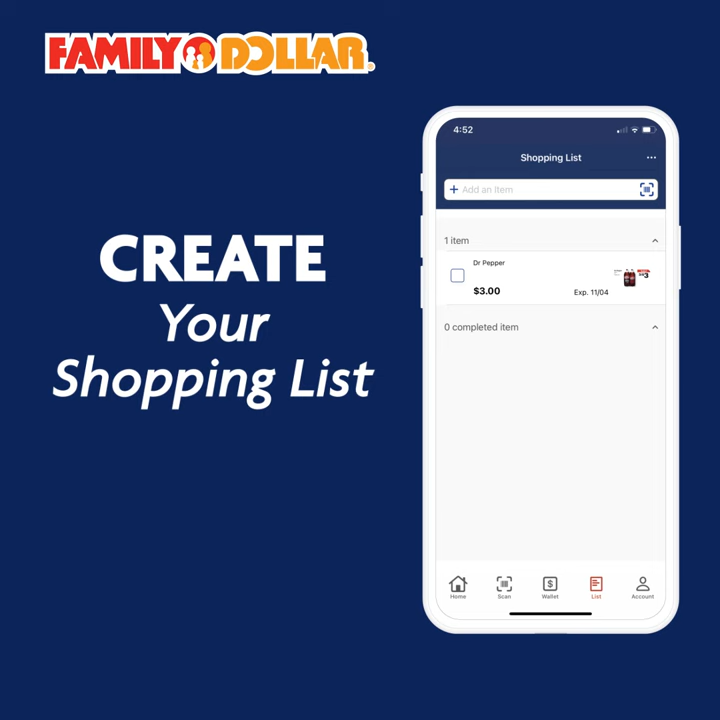 FAMILY DOLLAR®
CREATE
Your
Shopping List
4:52
Shopping List
+ Add an Item
1 item
Dr Pepper
$3.00
Exp. 11/04
0 completed item
Home
Scan
Wallet
List
Account